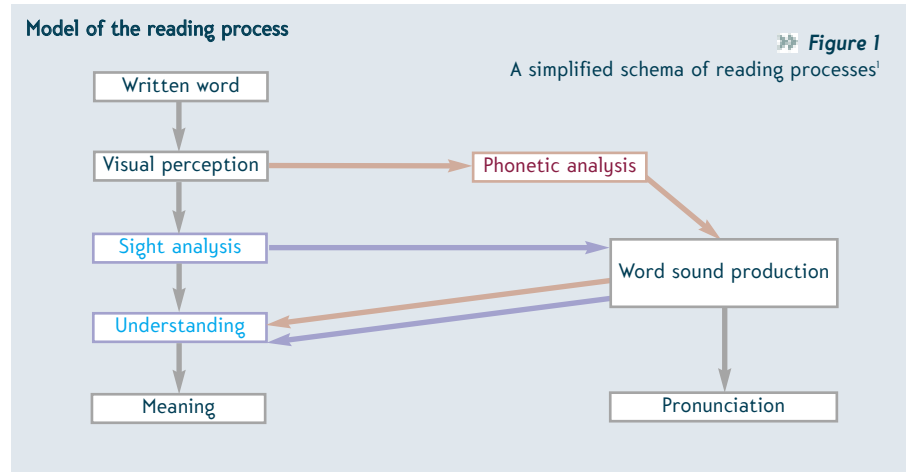 Model of the reading process
Figure 1
A simplified schema of reading processes¹
Written word
Visual perception
Phonetic analysis
Sight analysis
Word sound production
Understanding
Meaning
Pronunciation